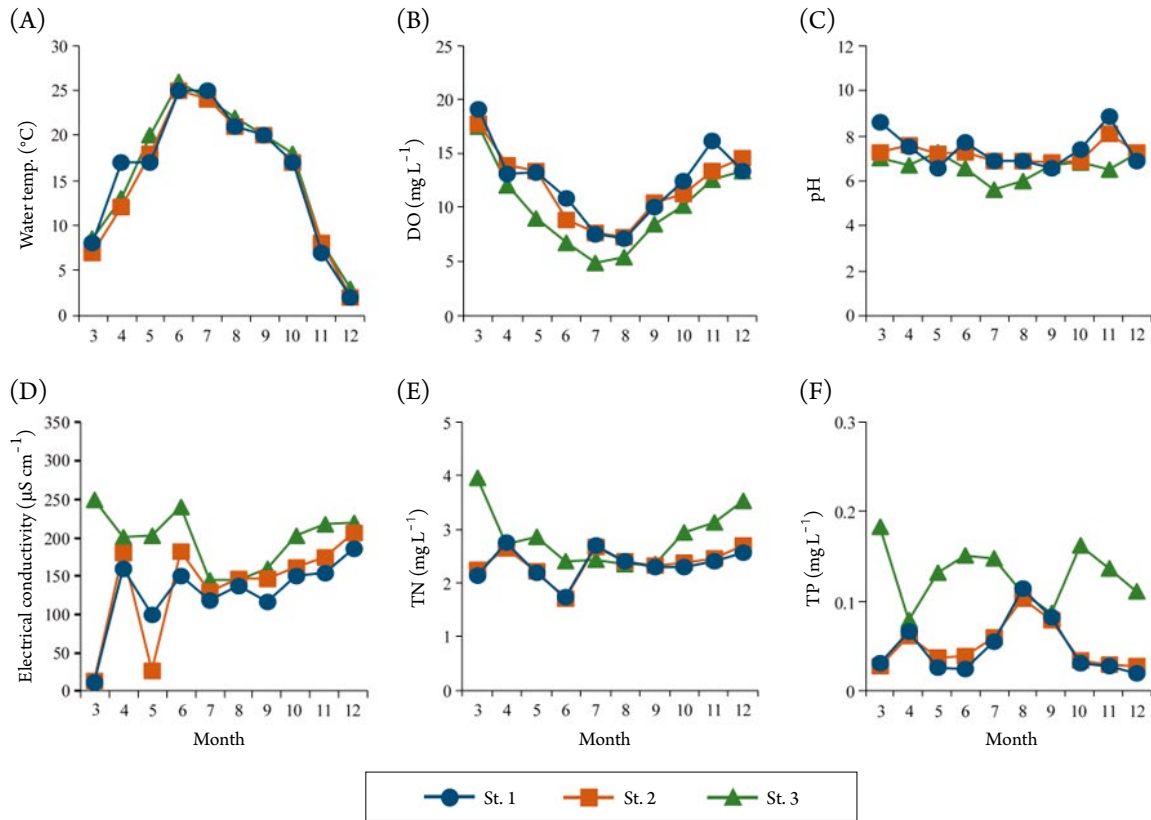 (A)
Water temp. (°C)
30
25
20
15
10
5
0
3 4 5 6 7 8 9 10 11 12
(B)
DO (mg L⁻¹)
25
20
15
10
5
0
3 4 5 6 7 8 9 10 11 12
(C)
pH
12
10
8
6
4
2
0
3 4 5 6 7 8 9 10 11 12
(D)
Electrical conductivity (µS cm⁻¹)
350
300
250
200
150
100
50
0
3 4 5 6 7 8 9 10 11 12
Month
(E)
TN (mg L⁻¹)
5
4
3
2
1
0
3 4 5 6 7 8 9 10 11 12
Month
(F)
TP (mg L⁻¹)
0.3
0.2
0.1
0
3 4 5 6 7 8 9 10 11 12
Month
St. 1 St. 2 St. 3